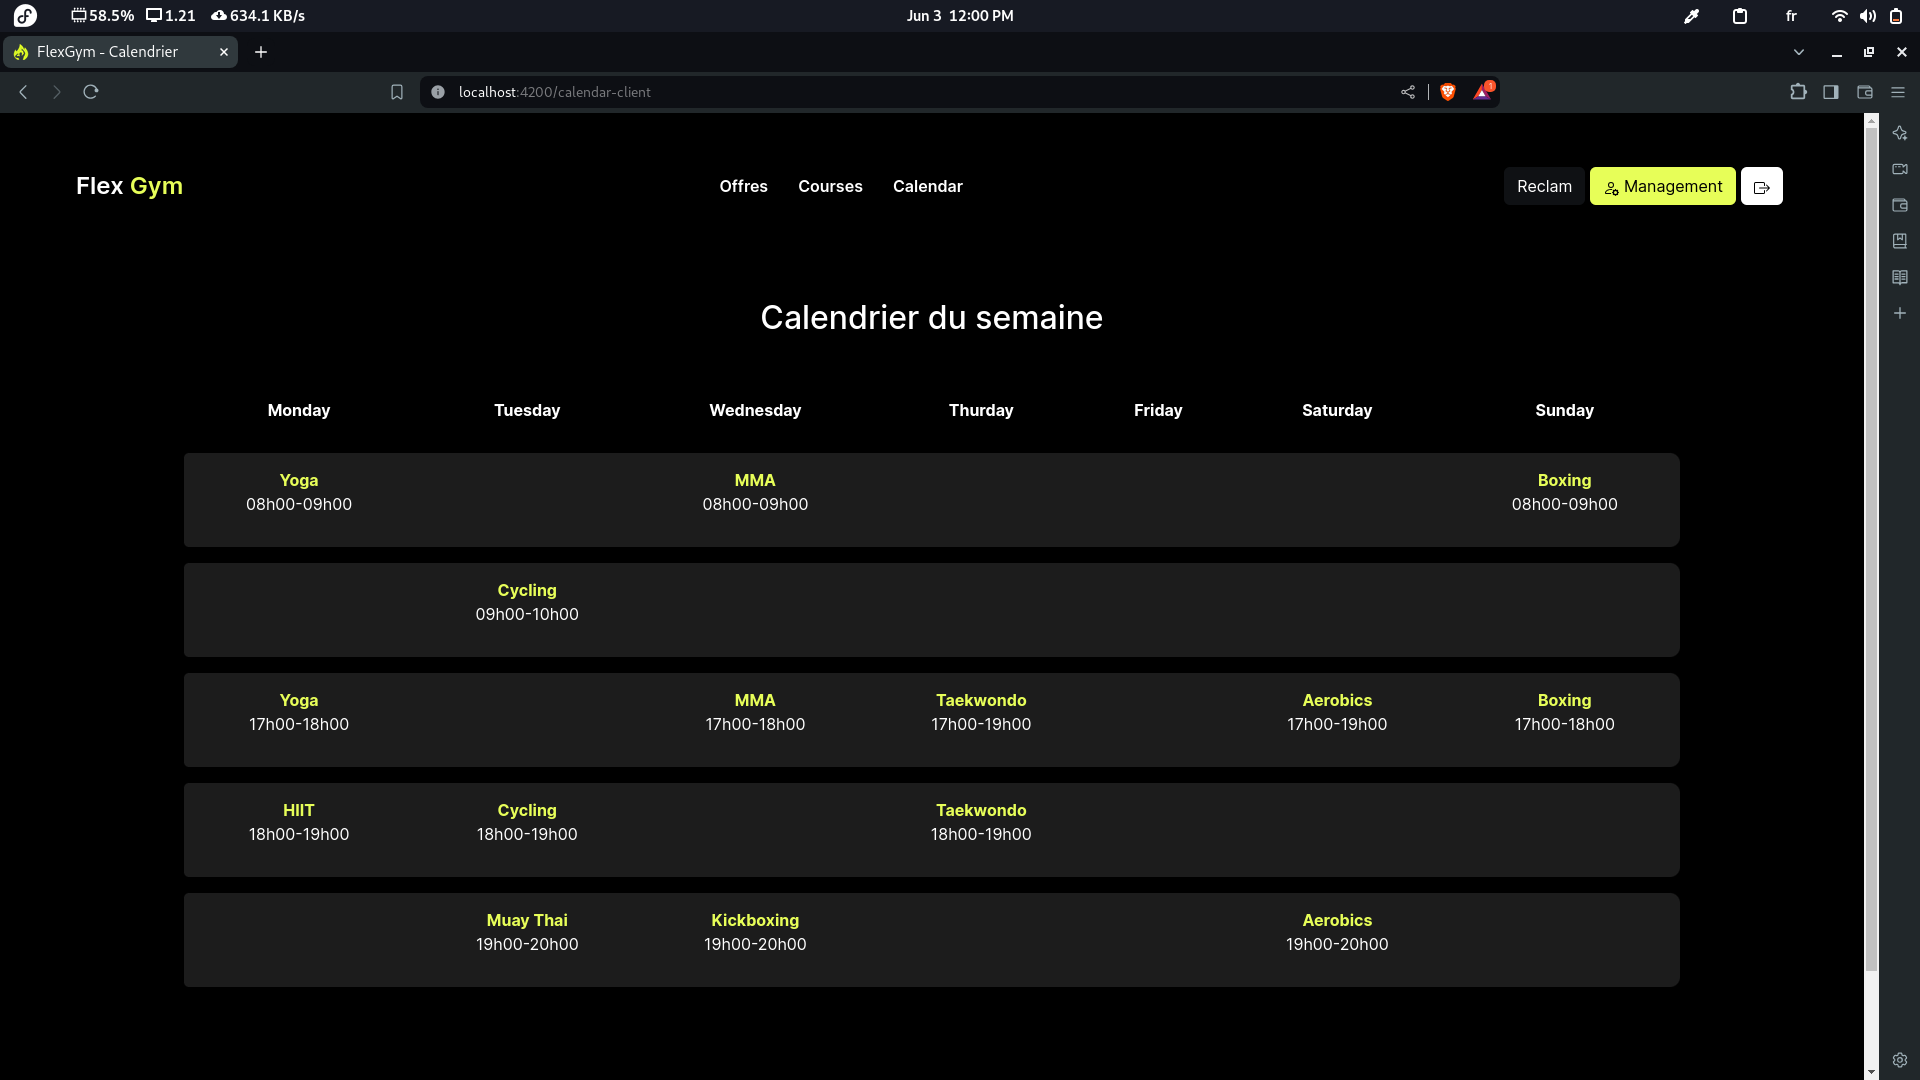 58.5% 1.21 634.1 KB/s Jun 3 12:00 PM fr
FlexGym - Calendrier
localhost:4200/calendar-client 1
Flex Gym Offres Courses Calendar Reclam Management
Calendrier du semaine
Monday Tuesday Wednesday Thurday Friday Saturday Sunday
Yoga MMA Boxing
08h00-09h00 08h00-09h00 08h00-09h00
Cycling
09h00-10h00
Yoga MMA Taekwondo Aerobics Boxing
17h00-18h00 17h00-18h00 17h00-19h00 17h00-19h00 17h00-18h00
HIIT Cycling Taekwondo
18h00-19h00 18h00-19h00 18h00-19h00
Muay Thai Kickboxing Aerobics
19h00-20h00 19h00-20h00 19h00-20h00